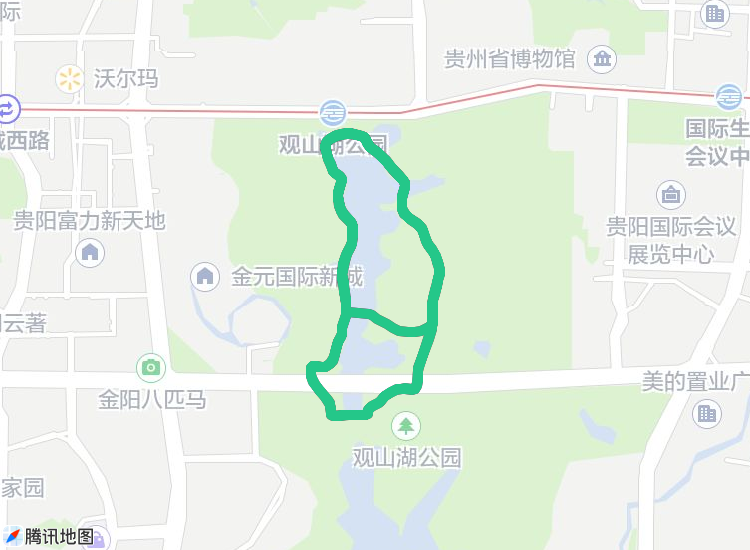 际
贵州省博物馆
沃尔玛
城西路
观山湖公园
国际生
会议中
贵阳富力新天地
贵阳国际会议
展览中心
金元国际新城
云著
金阳八匹马
美的置业广
观山湖公园
家园
腾讯地图